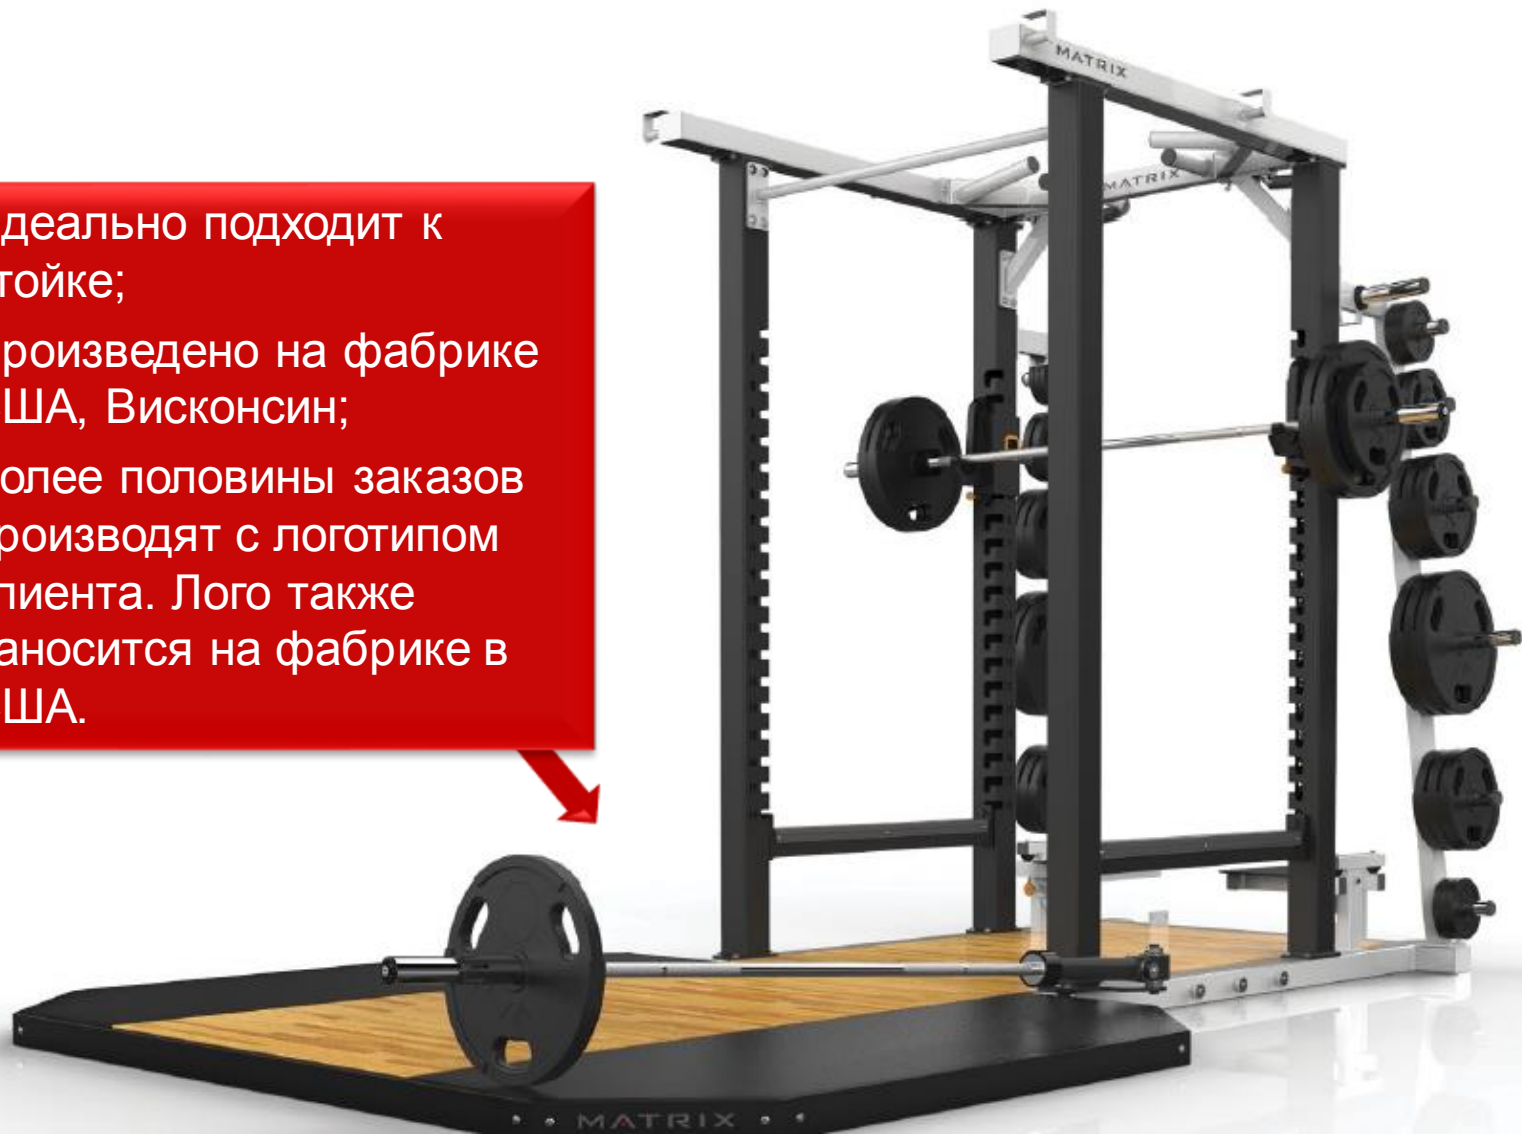 MATRIX
MATRIX
деально подходит к
тойке;
роизведено на фабрике
ША, Висконсин;
олее половины заказов
роизводят с логотипом
лиента. Лого также
аносится на фабрике в
ША.
MATRIX